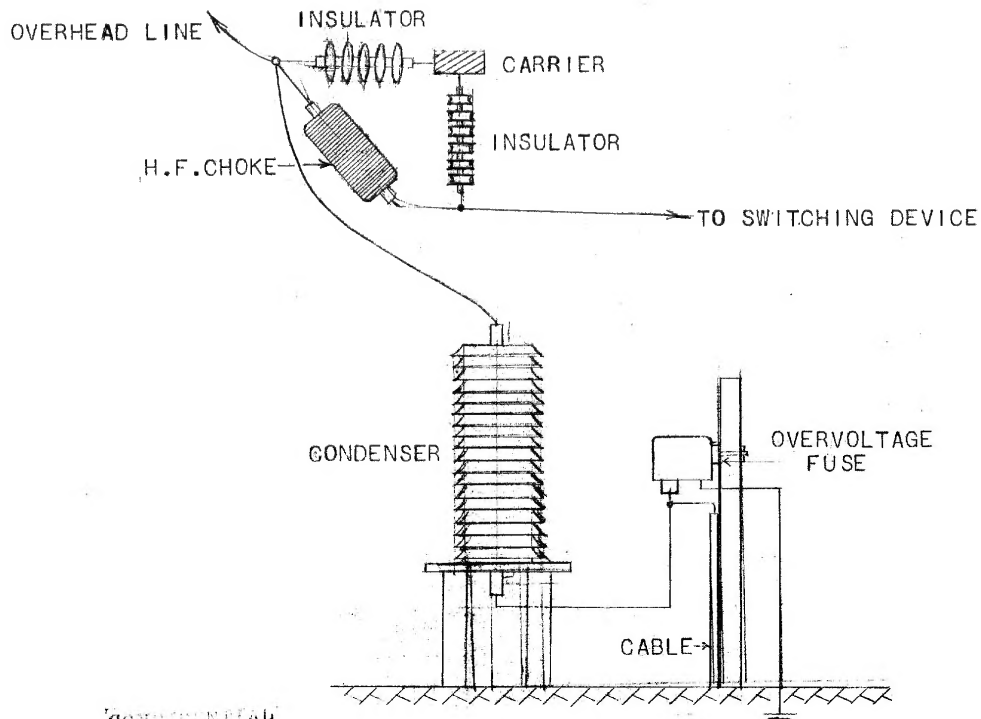 INSULATOR
OVERHEAD LINE
CARRIER
INSULATOR
H.F. CHOKE
TO SWITCHING DEVICE
CONDENSER
OVERVOLTAGE
FUSE
CABLE